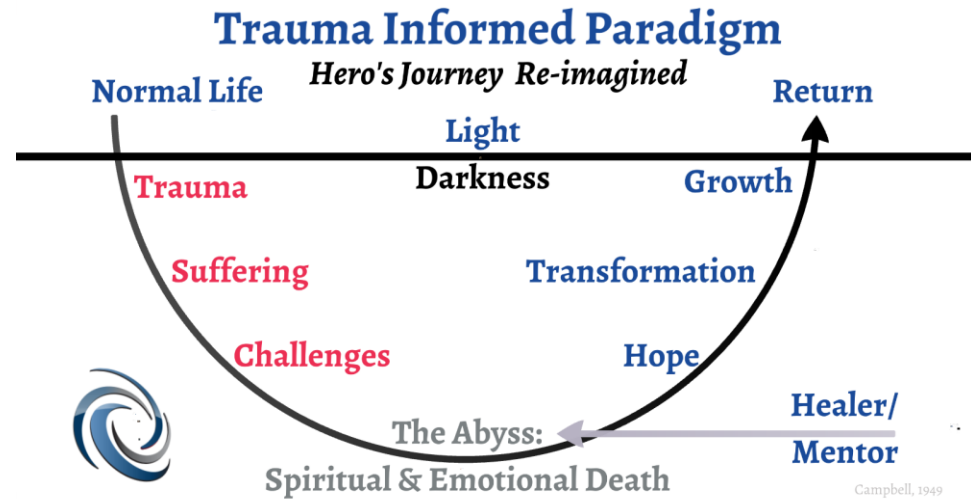 Trauma Informed Paradigm
Hero's Journey Re-imagined
Normal Life
Return
Light
Darkness
Trauma
Growth
Suffering
Transformation
Challenges
Hope
Healer/
Mentor
The Abyss:
Spiritual & Emotional Death
Campbell, 1949